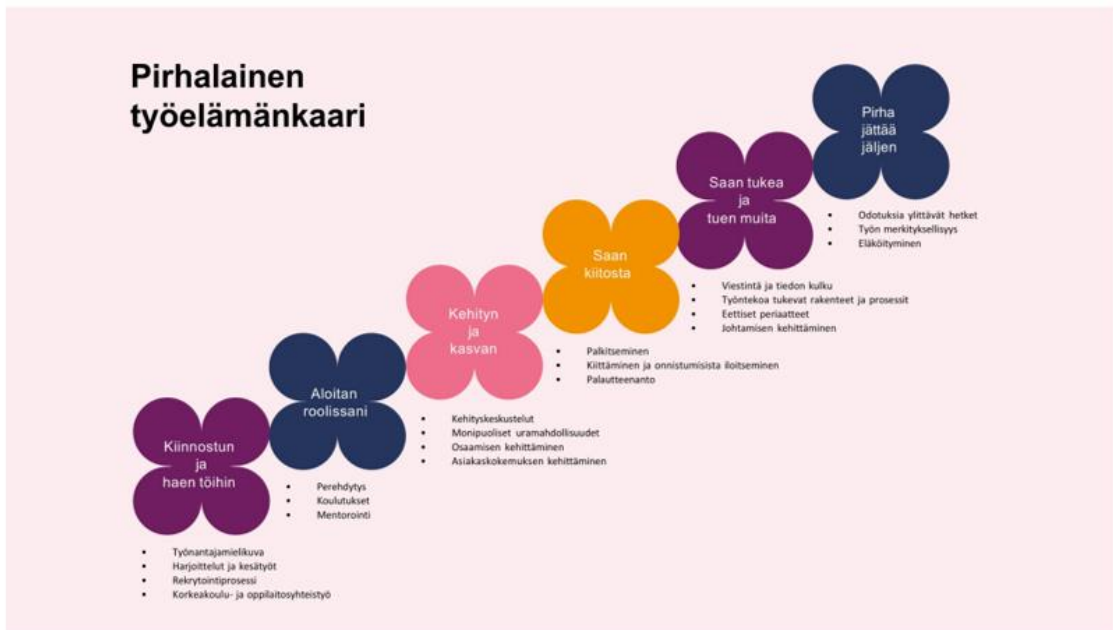 Pirhalainen
työelämänkaari
Kiinnostun
ja
haen töihin
• Työnantajamielikuva
• Harjoittelut ja kesätyöt
• Rekrytointiprosessi
• Korkeakoulu- ja oppilaitosyhteistyö
Aloitan
roolissani
• Perehdytys
• Koulutukset
• Mentorointi
Kehityn
ja
kasvan
• Kehityskeskustelut
• Monipuoliset uramahdollisuudet
• Osaamisen kehittäminen
• Asiakaskokemuksen kehittäminen
Saan
kiitosta
• Palkitseminen
• Kiittäminen ja onnistumisista iloitseminen
• Palautteenanto
Saan tukea
ja
tuen muita
• Viestintä ja tiedon kulku
• Työntekoa tukevat rakenteet ja prosessit
• Eettiset periaatteet
• Johtamisen kehittäminen
Pirha
jättää
jäljen
• Odotuksia ylittävät hetket
• Työn merkityksellisyys
• Eläköityminen